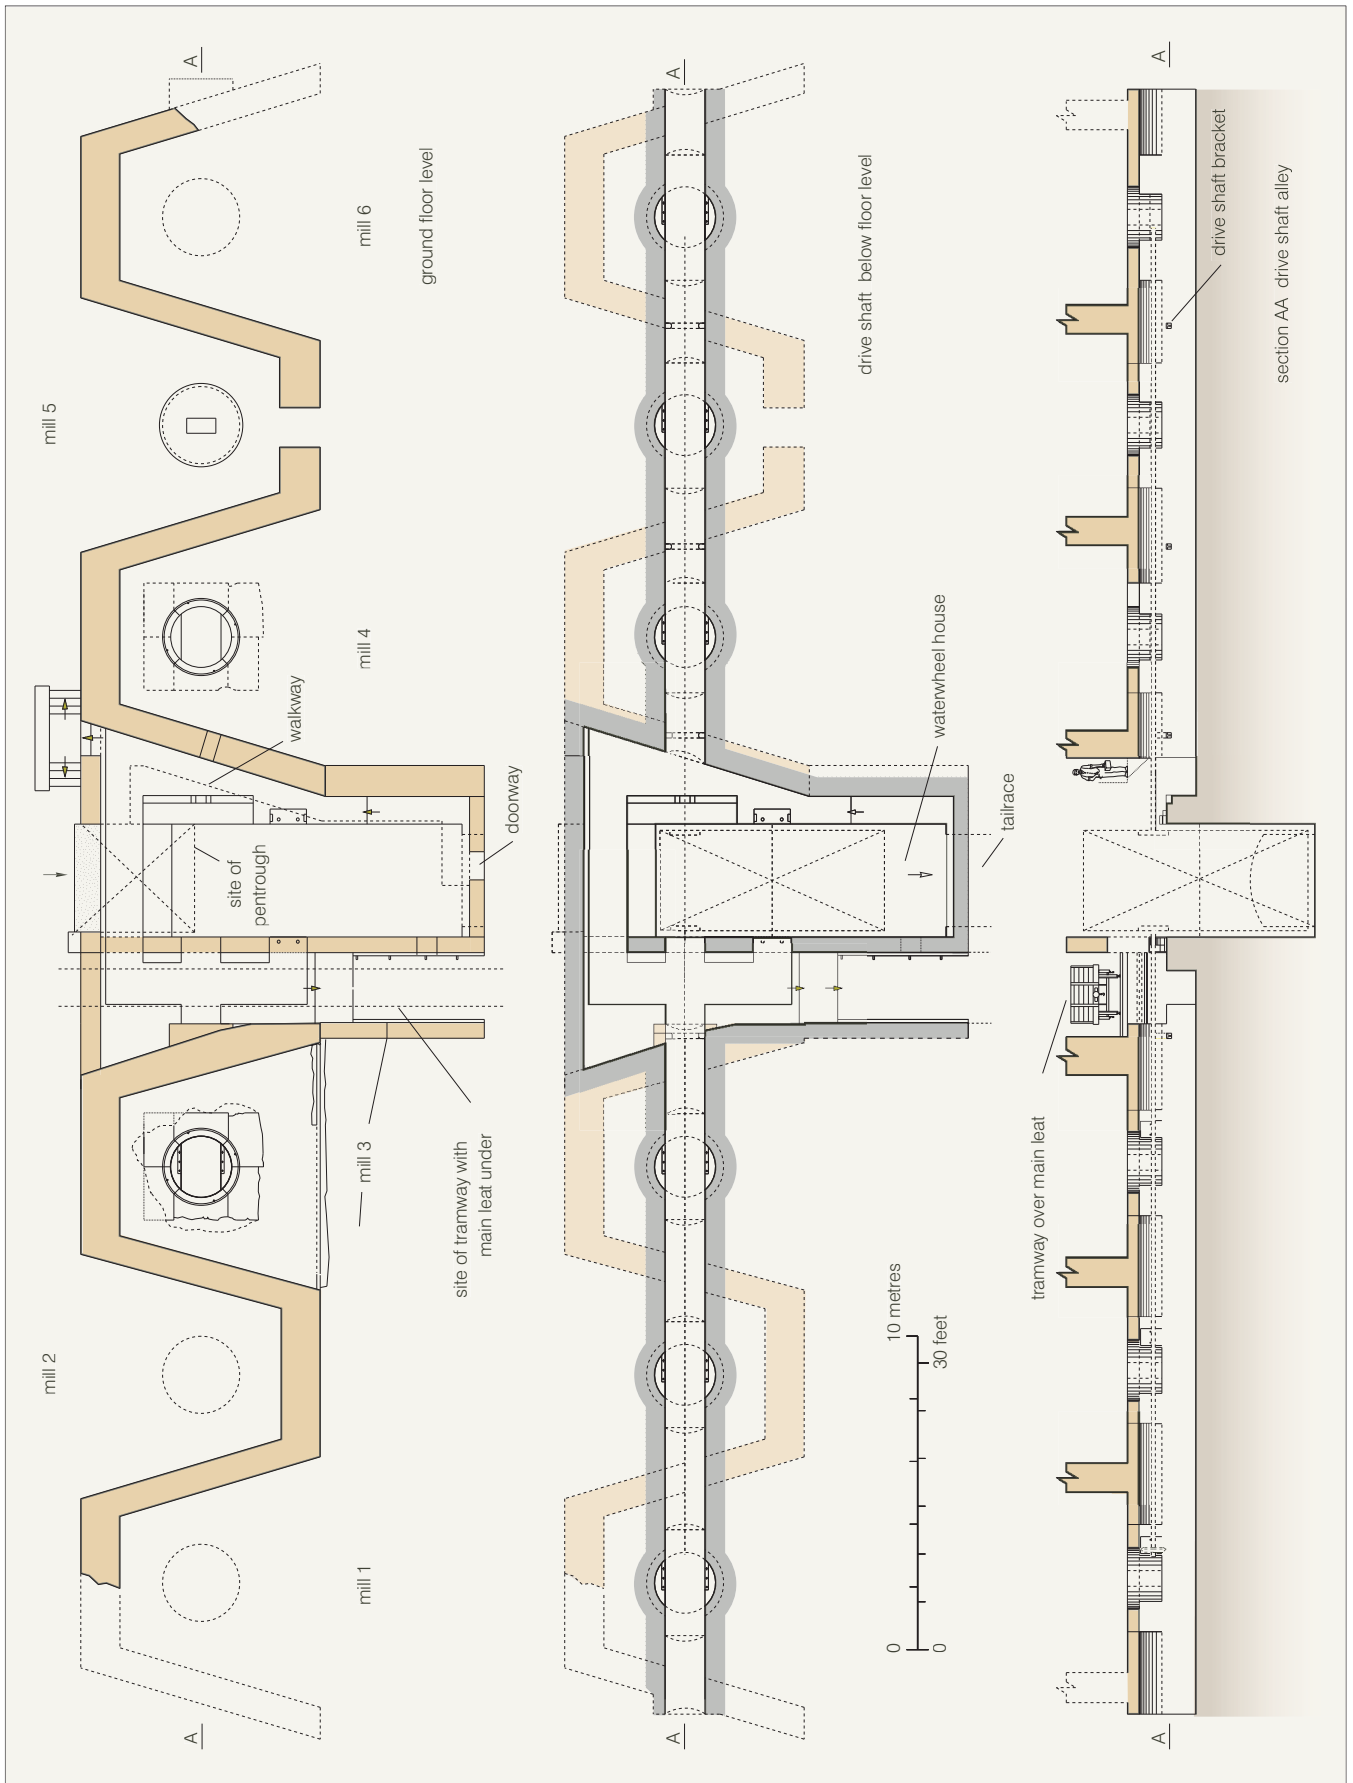 A
mill 1
mill 2
mill 3
mill 4
mill 5
mill 6
ground floor level
site of
pentrough
walkway
doorway
site of tramway with
main leat under
A
A
drive shaft below floor level
waterwheel house
tailrace
0
10 metres
0
30 feet
A
A
tramway over main leat
drive shaft bracket
section AA drive shaft alley
A